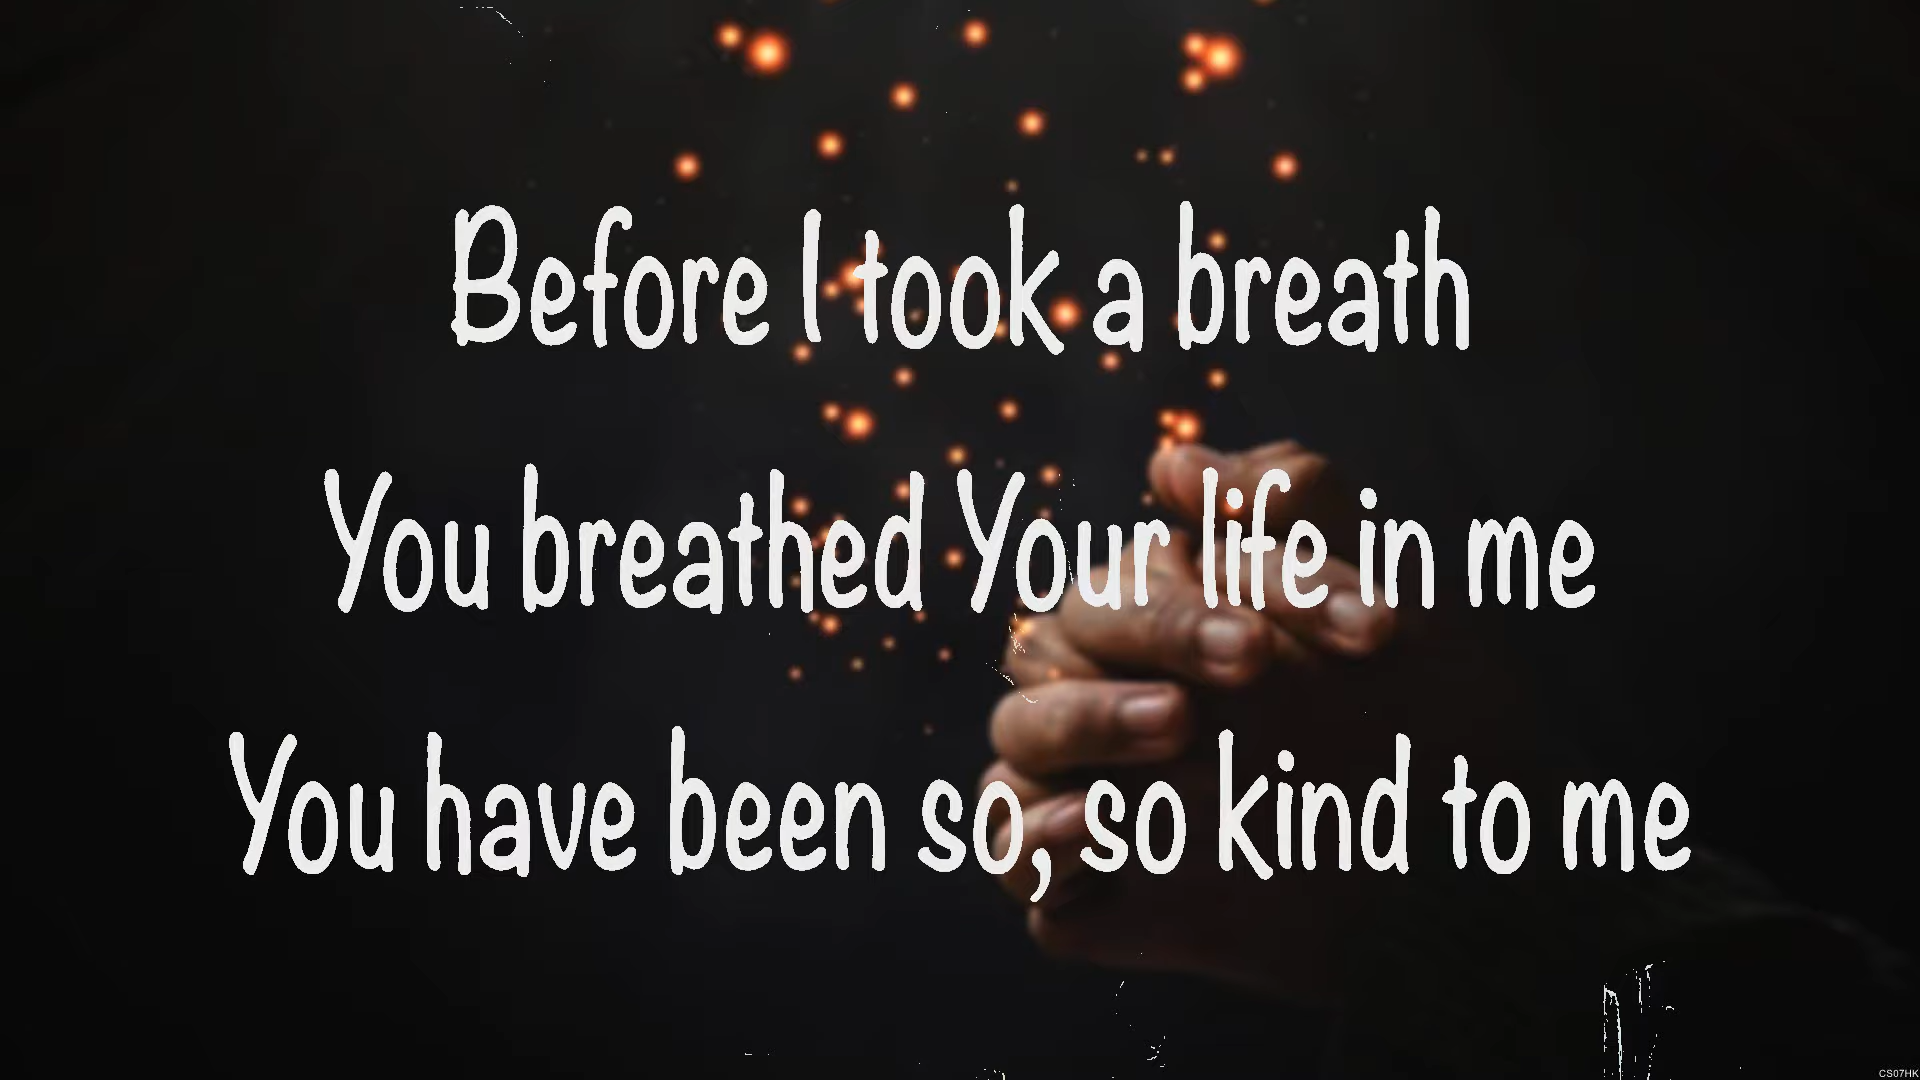 Before I took a breath
You breathed Your life in me
You have been so, so kind to me
CS07HK